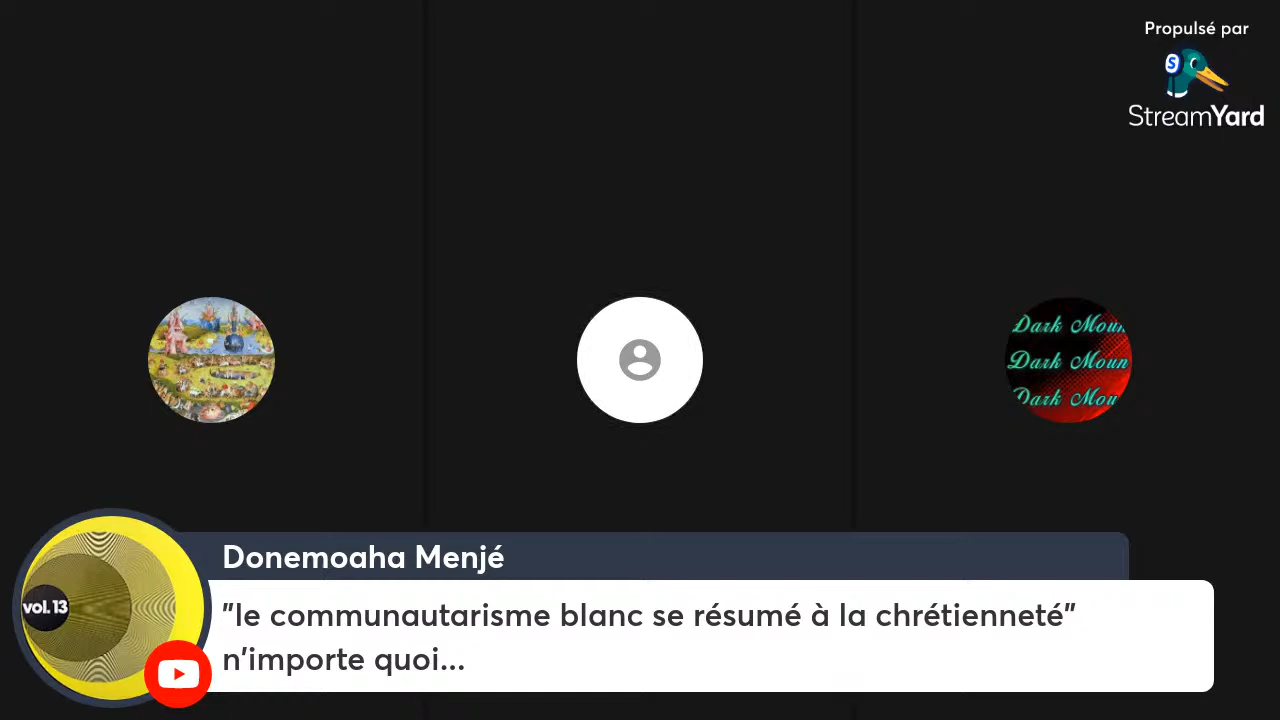 Propulsé par
StreamYard
Dark Moun
Dark Moun
Dark Mou
Donemoaha Menjé
vol.13
"le communautarisme blanc se résumé à la chrétienneté"
n'importe quoi...